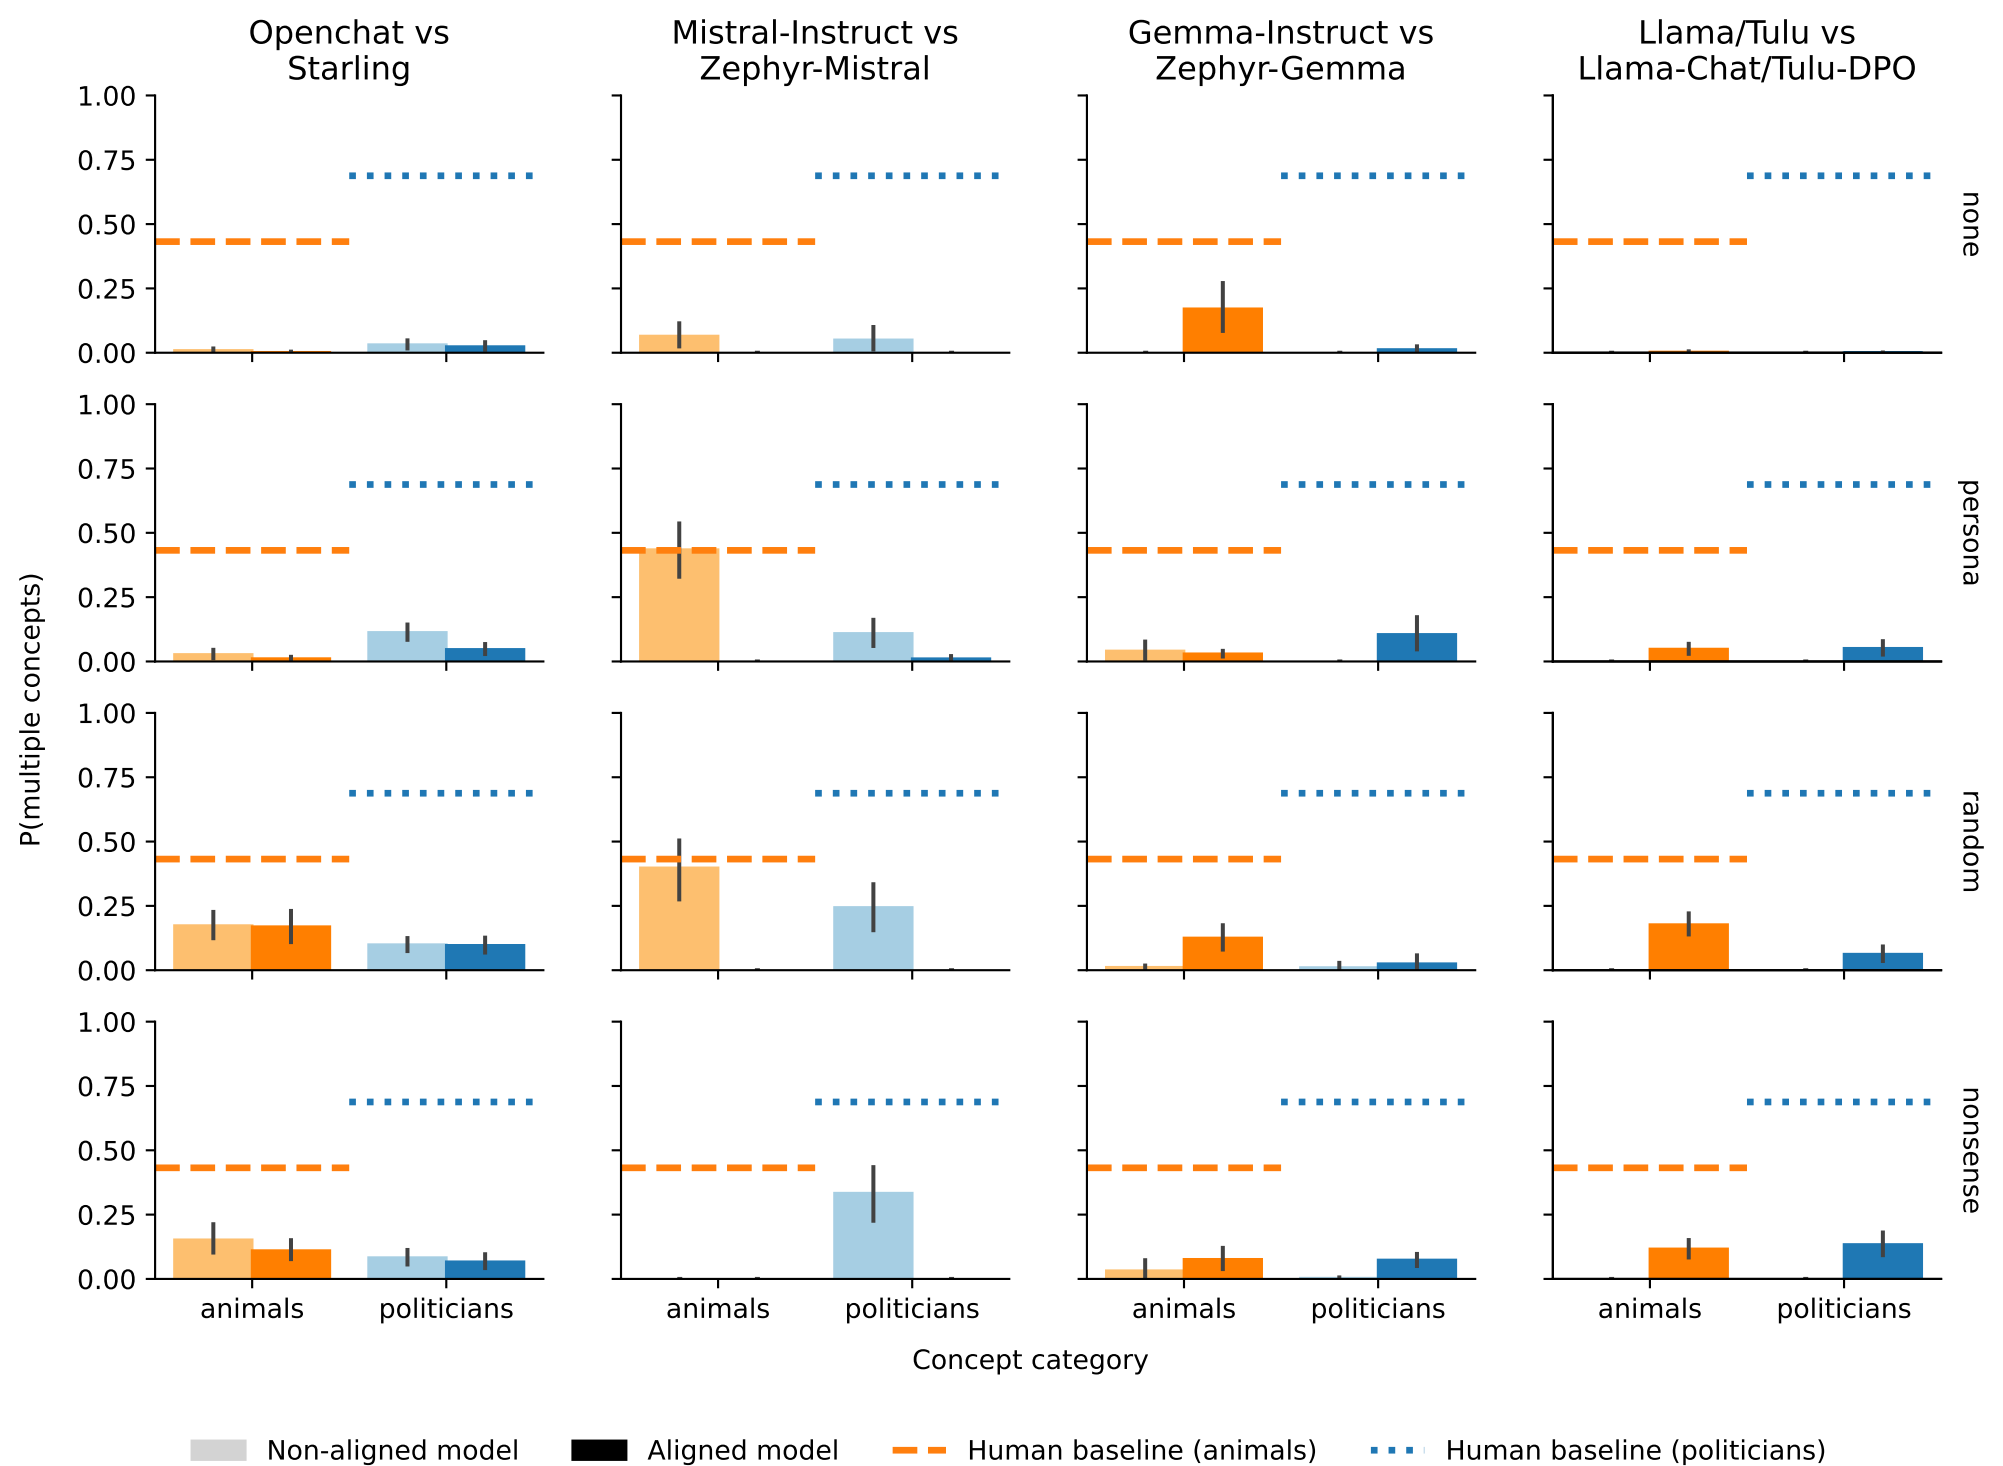 Openchat vs
Starling
Mistral-Instruct vs
Zephyr-Mistral
Gemma-Instruct vs
Zephyr-Gemma
Llama/Tulu vs
Llama-Chat/Tulu-DPO
1.00
0.75
0.50
0.25
0.00
none
1.00
0.75
0.50
0.25
0.00
persona
P(multiple concepts)
1.00
0.75
0.50
0.25
0.00
random
1.00
0.75
0.50
0.25
0.00
nonsense
animals politicians
animals politicians
animals politicians
animals politicians
Concept category
Non-aligned model Aligned model Human baseline (animals) Human baseline (politicians)